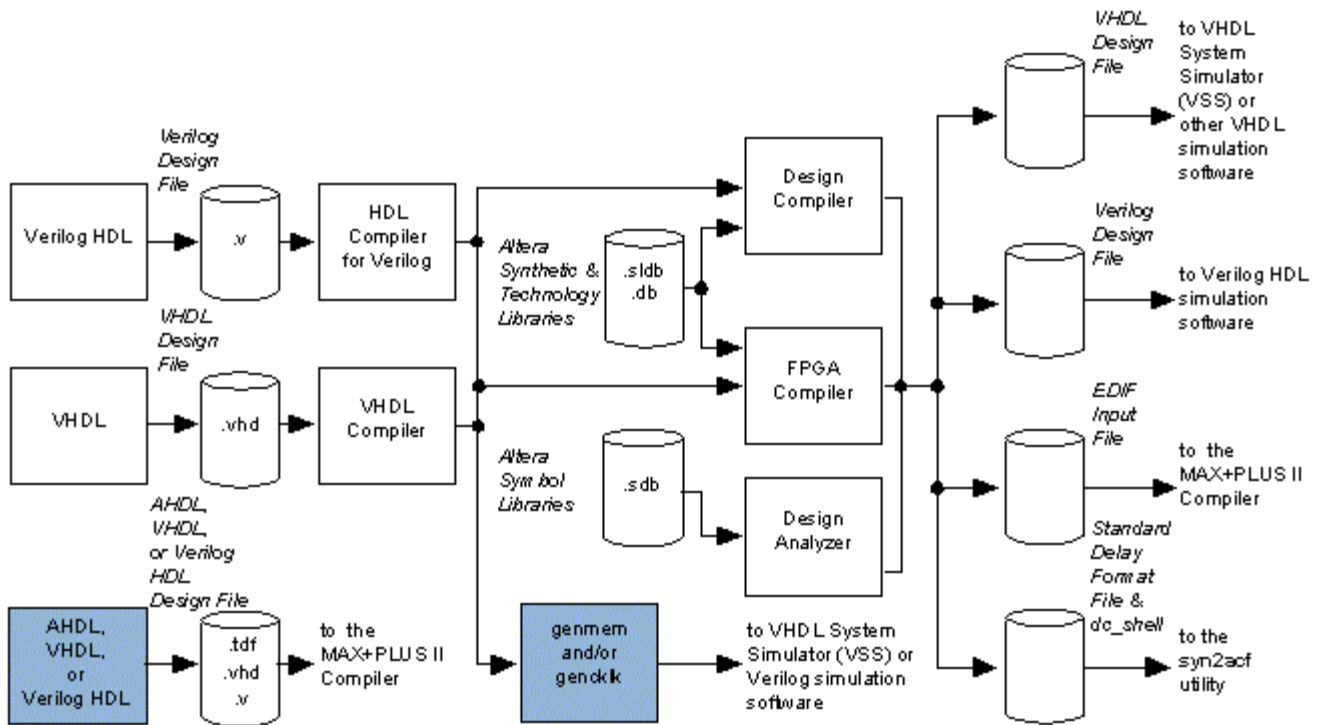 VHDL
Design
File
to VHDL
System
Simulator
(VSS) or
other VHDL
simulation
software
Verilog
Design
File
Verilog HDL
.v
HDL
Compiler
for Verilog
Design
Compiler
Altera
Synthetic &
Technology
Libraries
.sldb
.db
Verilog
Design
File
to Verilog HDL
simulation
software
VHDL
Design
File
VHDL
.vhd
VHDL
Compiler
FPGA
Compiler
EDIF
Input
File
to the
MAX+PLUS II
Compiler
Altera
Symbol
Libraries
.sdb
Design
Analyzer
AHDL,
VHDL,
or Verilog
HDL
Design File
AHDL,
VHDL,
or
Verilog HDL
.tdf
.vhd
.v
to the
MAX+PLUS II
Compiler
genmem
and/or
gencklk
to VHDL System
Simulator (VSS) or
Verilog simulation
software
Standard
Delay
Format
File &
dc_shell
to the
syn2acf
utility